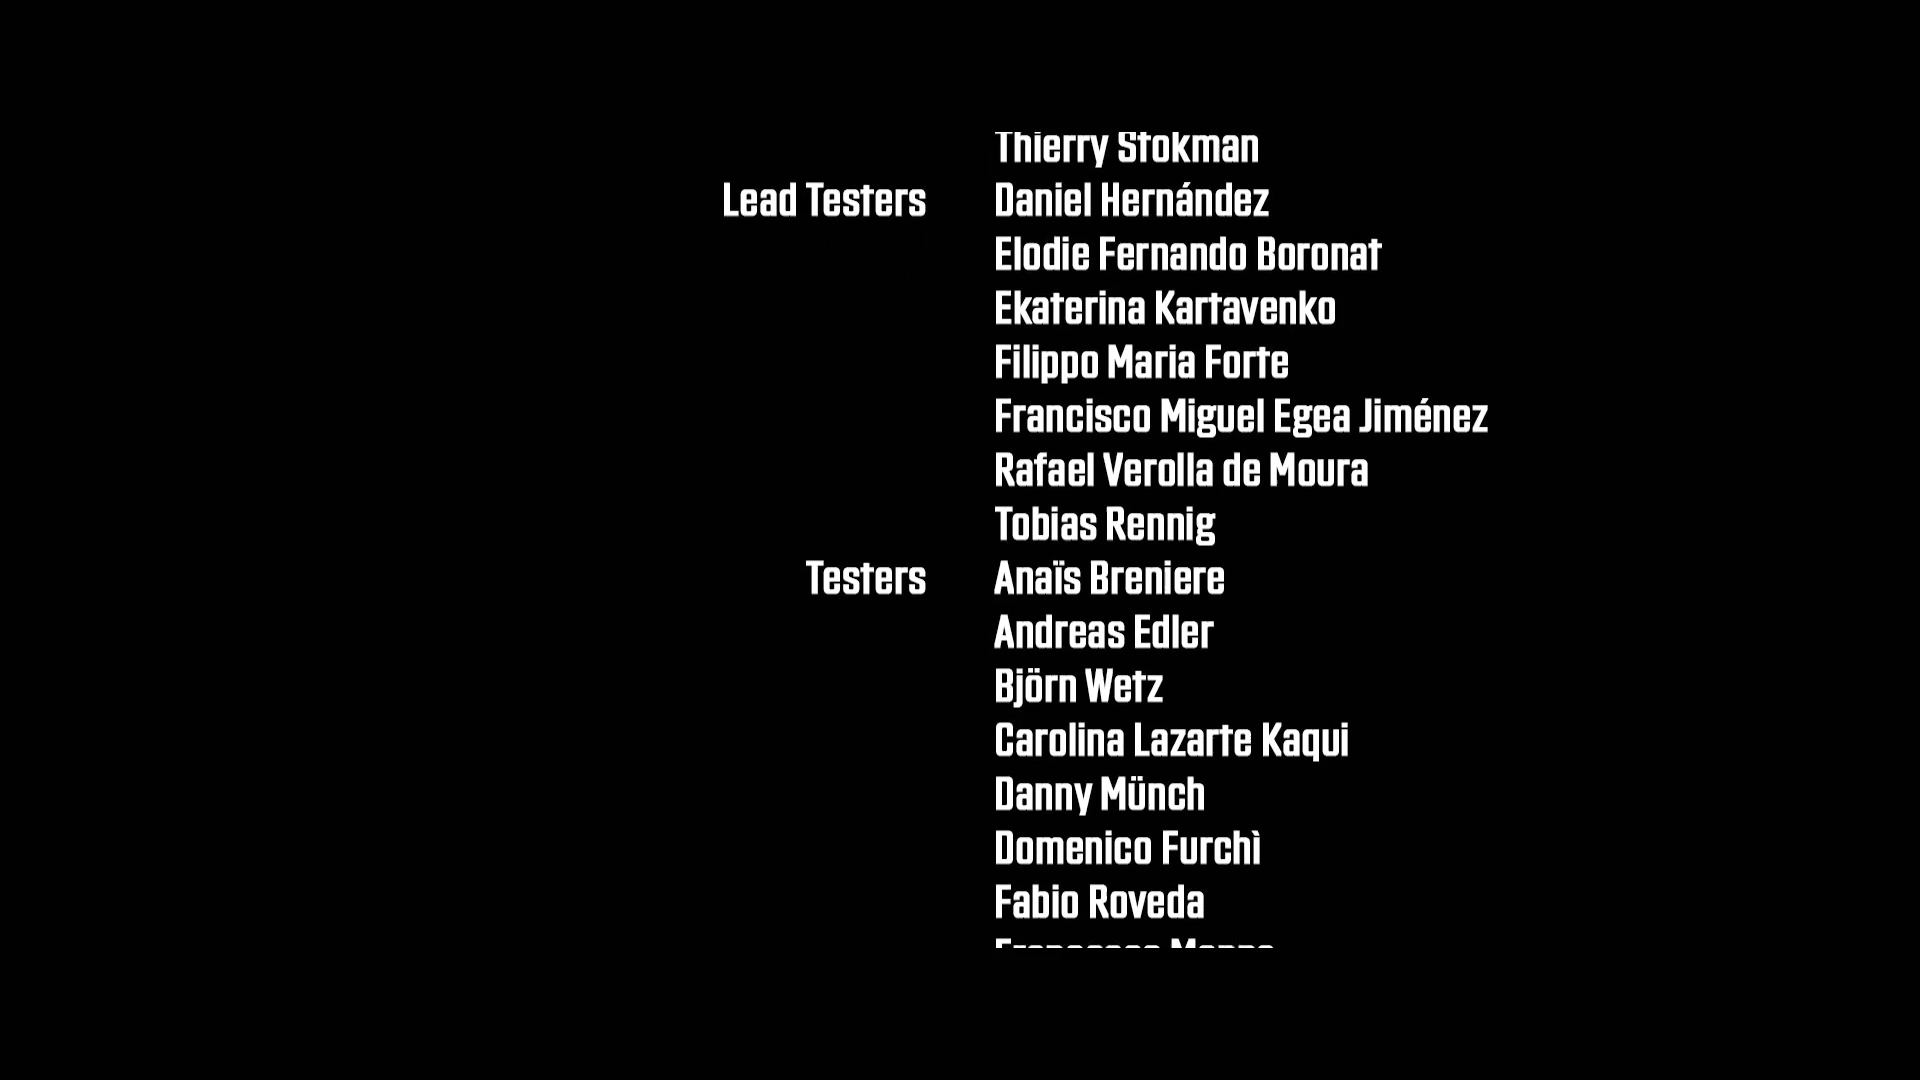 Thierry Stokman
Lead Testers Daniel Hernández
Elodie Fernando Boronat
Ekaterina Kartavenko
Filippo Maria Forte
Francisco Miguel Egea Jiménez
Rafael Verolla de Moura
Tobias Rennig
Testers Anaïs Breniere
Andreas Edler
Björn Wetz
Carolina Lazarte Kaqui
Danny Münch
Domenico Furchì
Fabio Roveda